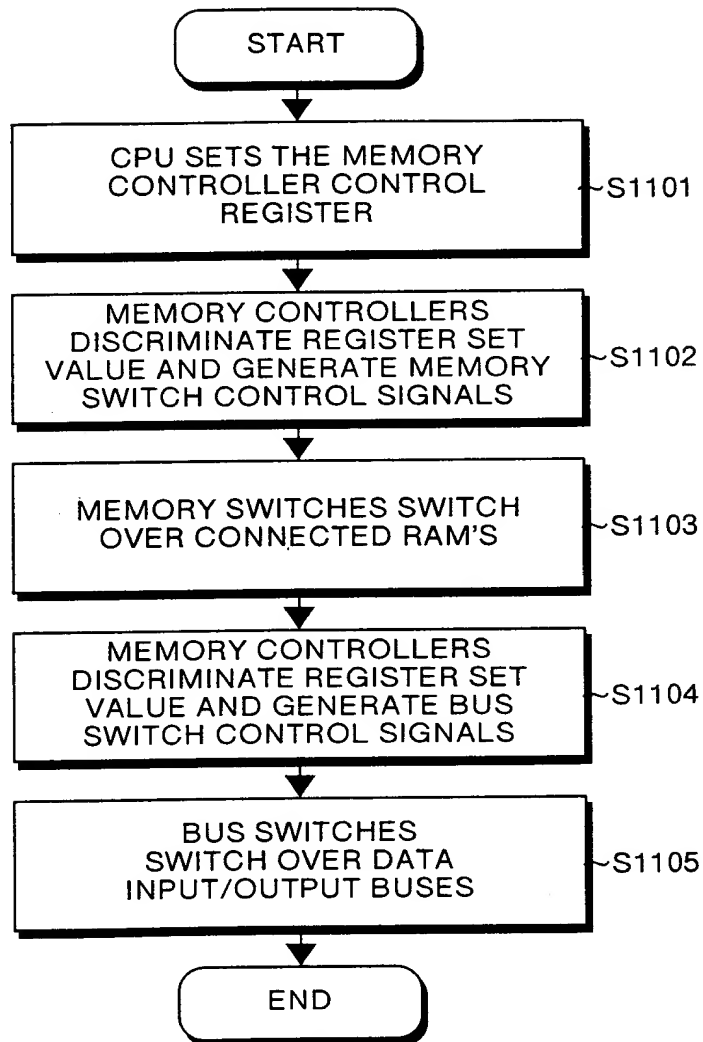 START
CPU SETS THE MEMORY
CONTROLLER CONTROL
REGISTER
S1101
MEMORY CONTROLLERS
DISCRIMINATE REGISTER SET
VALUE AND GENERATE MEMORY
SWITCH CONTROL SIGNALS
S1102
MEMORY SWITCHES SWITCH
OVER CONNECTED RAM'S
S1103
MEMORY CONTROLLERS
DISCRIMINATE REGISTER SET
VALUE AND GENERATE BUS
SWITCH CONTROL SIGNALS
S1104
BUS SWITCHES
SWITCH OVER DATA
INPUT/OUTPUT BUSES
S1105
END